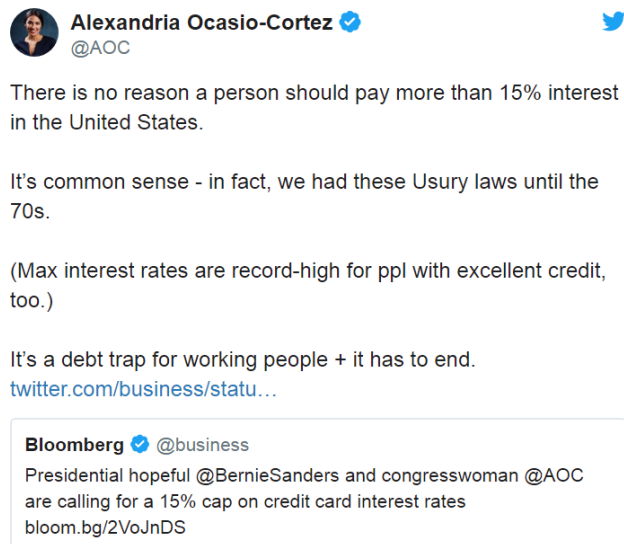 Alexandria Ocasio-Cortez
@AOC
There is no reason a person should pay more than 15% interest
in the United States.
It’s common sense - in fact, we had these Usury laws until the
70s.
(Max interest rates are record-high for ppl with excellent credit,
too.)
It’s a debt trap for working people + it has to end.
twitter.com/business/statu…
Bloomberg @business
Presidential hopeful @BernieSanders and congresswoman @AOC
are calling for a 15% cap on credit card interest rates
bloom.bg/2VoJnDS